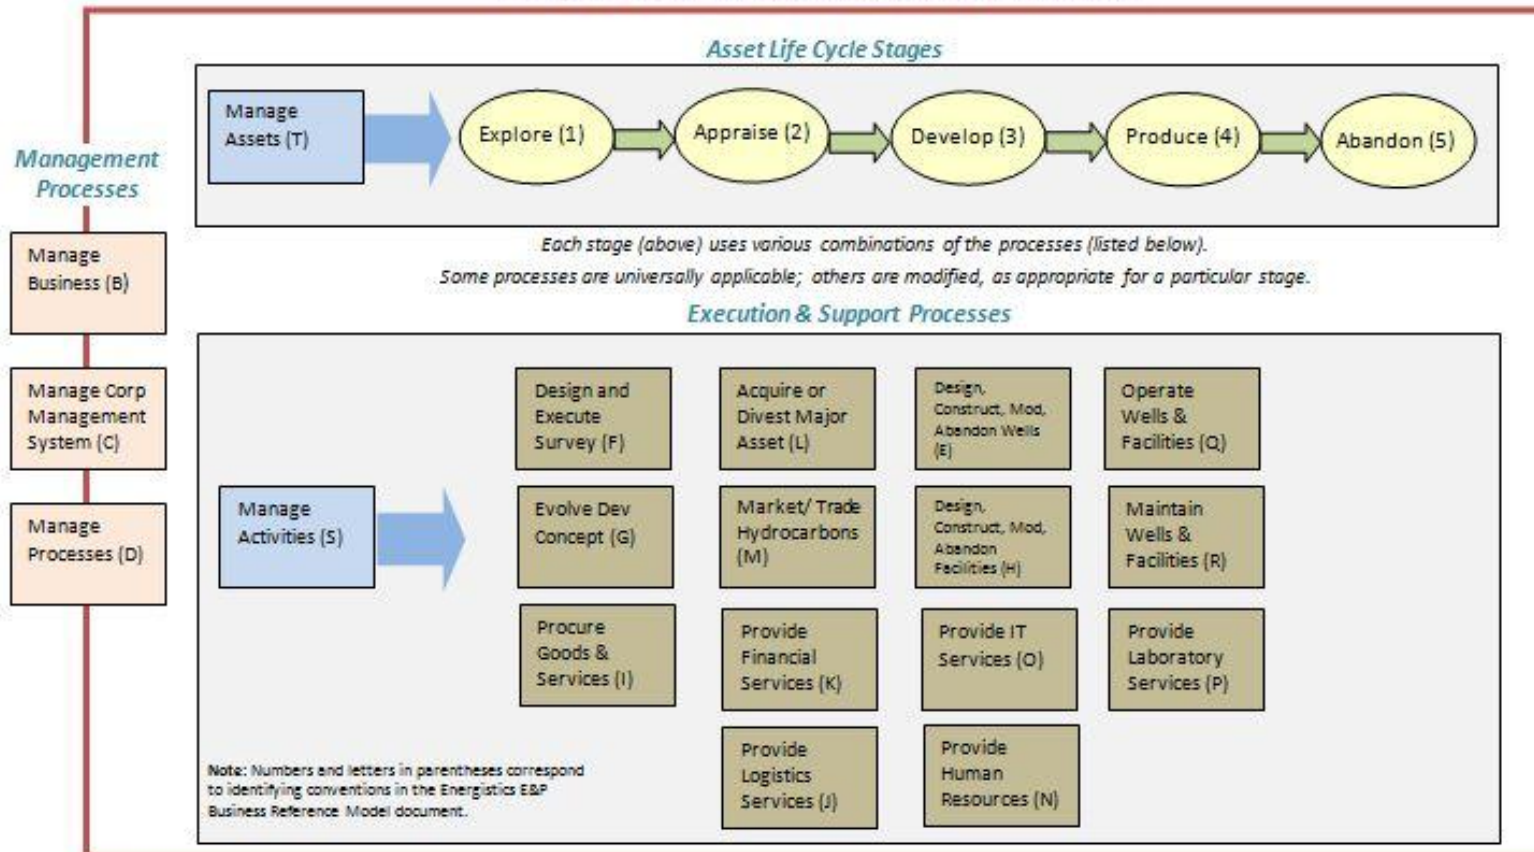 Asset Life Cycle Stages
Manage
Assets (T)
Explore (1)
Appraise (2)
Develop (3)
Produce (4)
Abandon (5)
Management
Processes
Manage
Business (B)
Manage Corp
Management
System (C)
Manage
Processes (D)
Each stage (above) uses various combinations of the processes (listed below).
Some processes are universally applicable; others are modified, as appropriate for a particular stage.
Execution & Support Processes
Manage
Activities (S)
Design and
Execute
Survey (F)
Acquire or
Divest Major
Asset (L)
Design,
Construct, Mod,
Abandon Wells
(E)
Operate
Wells &
Facilities (Q)
Evolve Dev
Concept (G)
Market/ Trade
Hydrocarbons
(M)
Design,
Construct, Mod,
Abandon
Facilities (H)
Maintain
Wells &
Facilities (R)
Procure
Goods &
Services (I)
Provide
Financial
Services (K)
Provide IT
Services (O)
Provide
Laboratory
Services (P)
Provide
Logistics
Services (J)
Provide
Human
Resources (N)
Note: Numbers and letters in parentheses correspond
to identifying conventions in the Energistics E&P
Business Reference Model document.